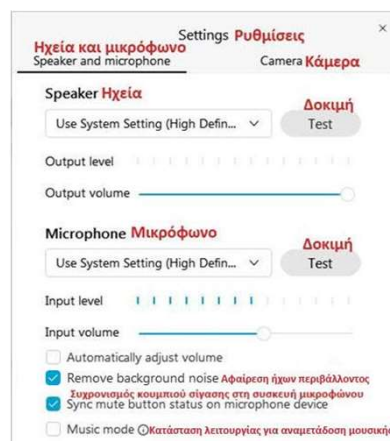 Settings Ρυθμίσεις
Ηχεία και μικρόφωνο
Speaker and microphone
Camera Κάμερα
Speaker Ηχεία
Δοκιμή
Use System Setting (High Defin...
Test
Output level
Output volume
Microphone Μικρόφωνο
Δοκιμή
Use System Setting (High Defin...
Test
Input level
Input volume
Automatically adjust volume
Remove background noise Αφαίρεση ήχων περιβάλλοντος
Συχρονισμός κουμπιού σίγασης στη συσκευή μικροφώνου
Sync mute button status on microphone device
Music mode Κατάσταση λειτουργίας για αναμετάδοση μουσικής